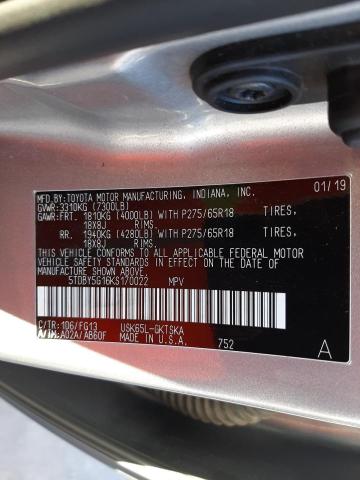 MFD.BY:TOYOTA MOTOR MANUFACTURING, INDIANA, INC. 01/19
GVWR:3310KG (7300LB)
GAWR:FRT. 1810KG (4000LB) WITH P275/65R18 TIRES,
18X8J RIMS,
RR. 1940KG (4280LB) WITH P275/65R18 TIRES,
18X8J RIMS.
THIS VEHICLE CONFORMS TO ALL APPLICABLE FEDERAL MOTOR
VEHICLE SAFETY STANDARDS IN EFFECT ON THE DATE OF
MANUFACTURE SHOWN ABOVE.
5TDBY5G16KS170022 MPV
C/TR:1D6/FG13 USK65L-GKTSKA
A/TM:A02A/AB60F MADE IN U.S.A. 752 A